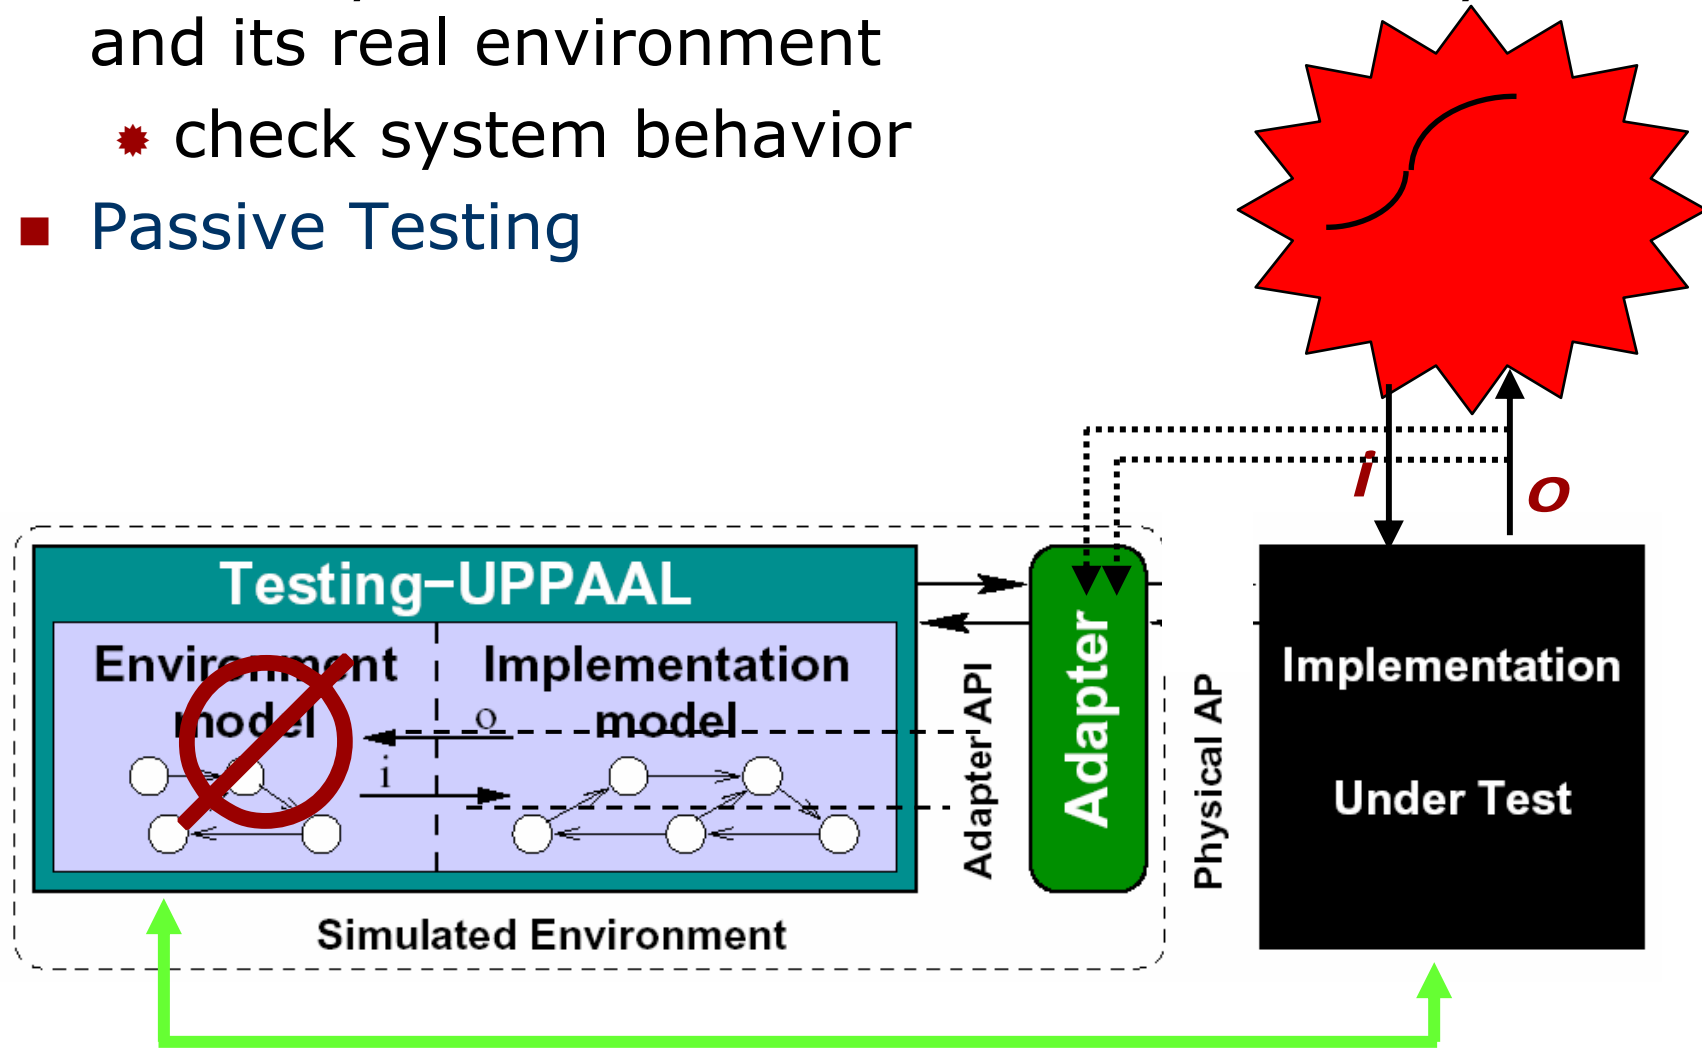 and its real environment
check system behavior
Passive Testing
i
o
Testing–UPPAAL
Environment
model
Implementation
model
o
i
Adapter API
Adapter
Physical AP
Implementation
Under Test
Simulated Environment